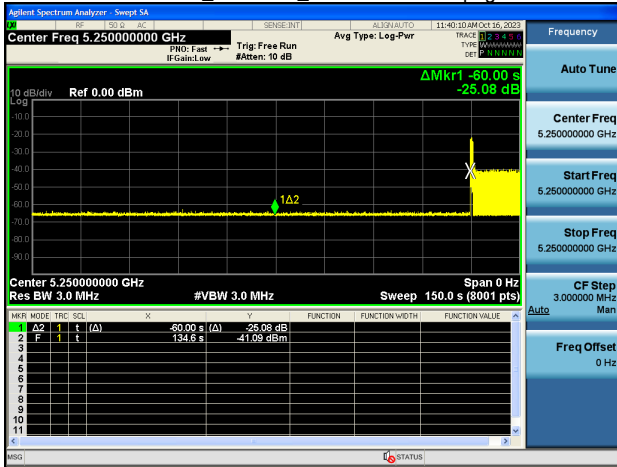 Agilent Spectrum Analyzer - Swept SA
RF 50 Ω AC SENSE:INT ALIGN AUTO 11:40:10 AM Oct 16, 2023
Center Freq 5.250000000 GHz
PNO: Fast
IFGain:Low
Trig: Free Run
#Atten: 10 dB
Avg Type: Log-Pwr
TRACE 1 2 3 4 5 6
TYPE WWWWWW
DET P N N N N N
ΔMkr1 -60.00 s
-25.08 dB
10 dB/div Ref 0.00 dBm
Log
-10.0
-20.0
-30.0
-40.0
-50.0
-60.0
-70.0
-80.0
-90.0
X
1Δ2
Center 5.250000000 GHz Span 0 Hz
Res BW 3.0 MHz #VBW 3.0 MHz Sweep 150.0 s (8001 pts)
MKR MODE TRC SCL X Y FUNCTION FUNCTION WIDTH FUNCTION VALUE
1 Δ2 1 t (Δ) -60.00 s (Δ) -25.08 dB
2 F 1 t 134.6 s -41.09 dBm
3
4
5
6
7
8
9
10
11
MSG STATUS
Frequency
Auto Tune
Center Freq
5.250000000 GHz
Start Freq
5.250000000 GHz
Stop Freq
5.250000000 GHz
CF Step
3.000000 MHz
Auto Man
Freq Offset
0 Hz